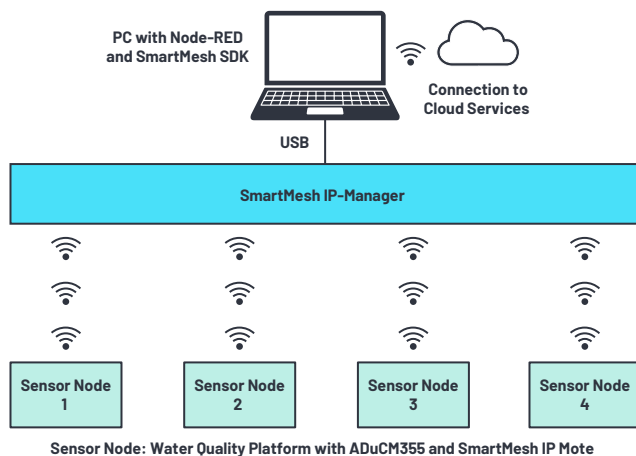 PC with Node-RED
and SmartMesh SDK
Connection to
Cloud Services
USB
SmartMesh IP-Manager
Sensor Node
1
Sensor Node
2
Sensor Node
3
Sensor Node
4
Sensor Node: Water Quality Platform with ADuCM355 and SmartMesh IP Mote